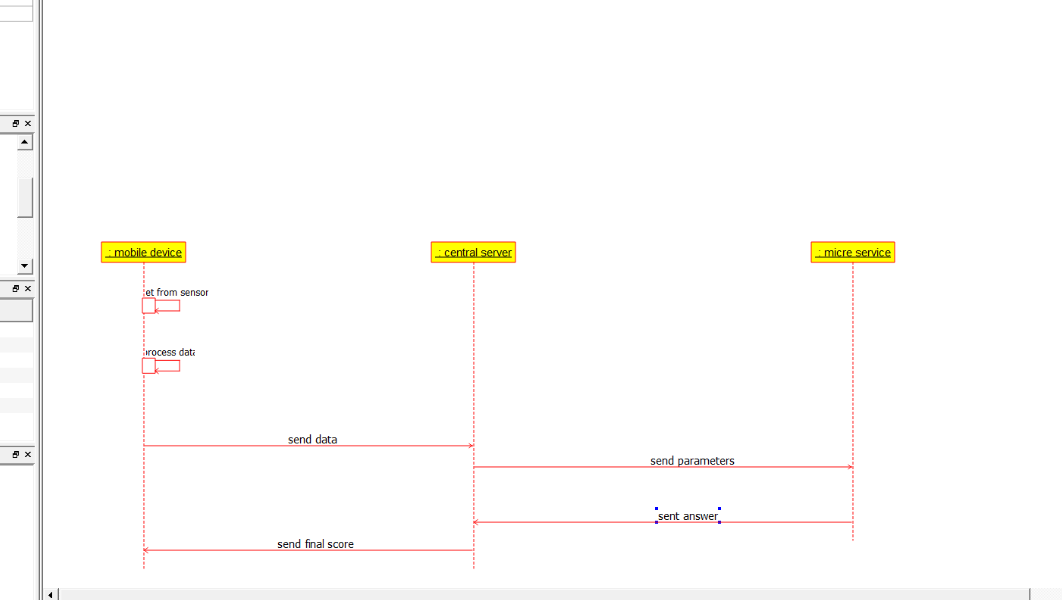 : mobile device
: central server
: micre service
et from sensor
rocess data
send data
send parameters
sent answer
send final score